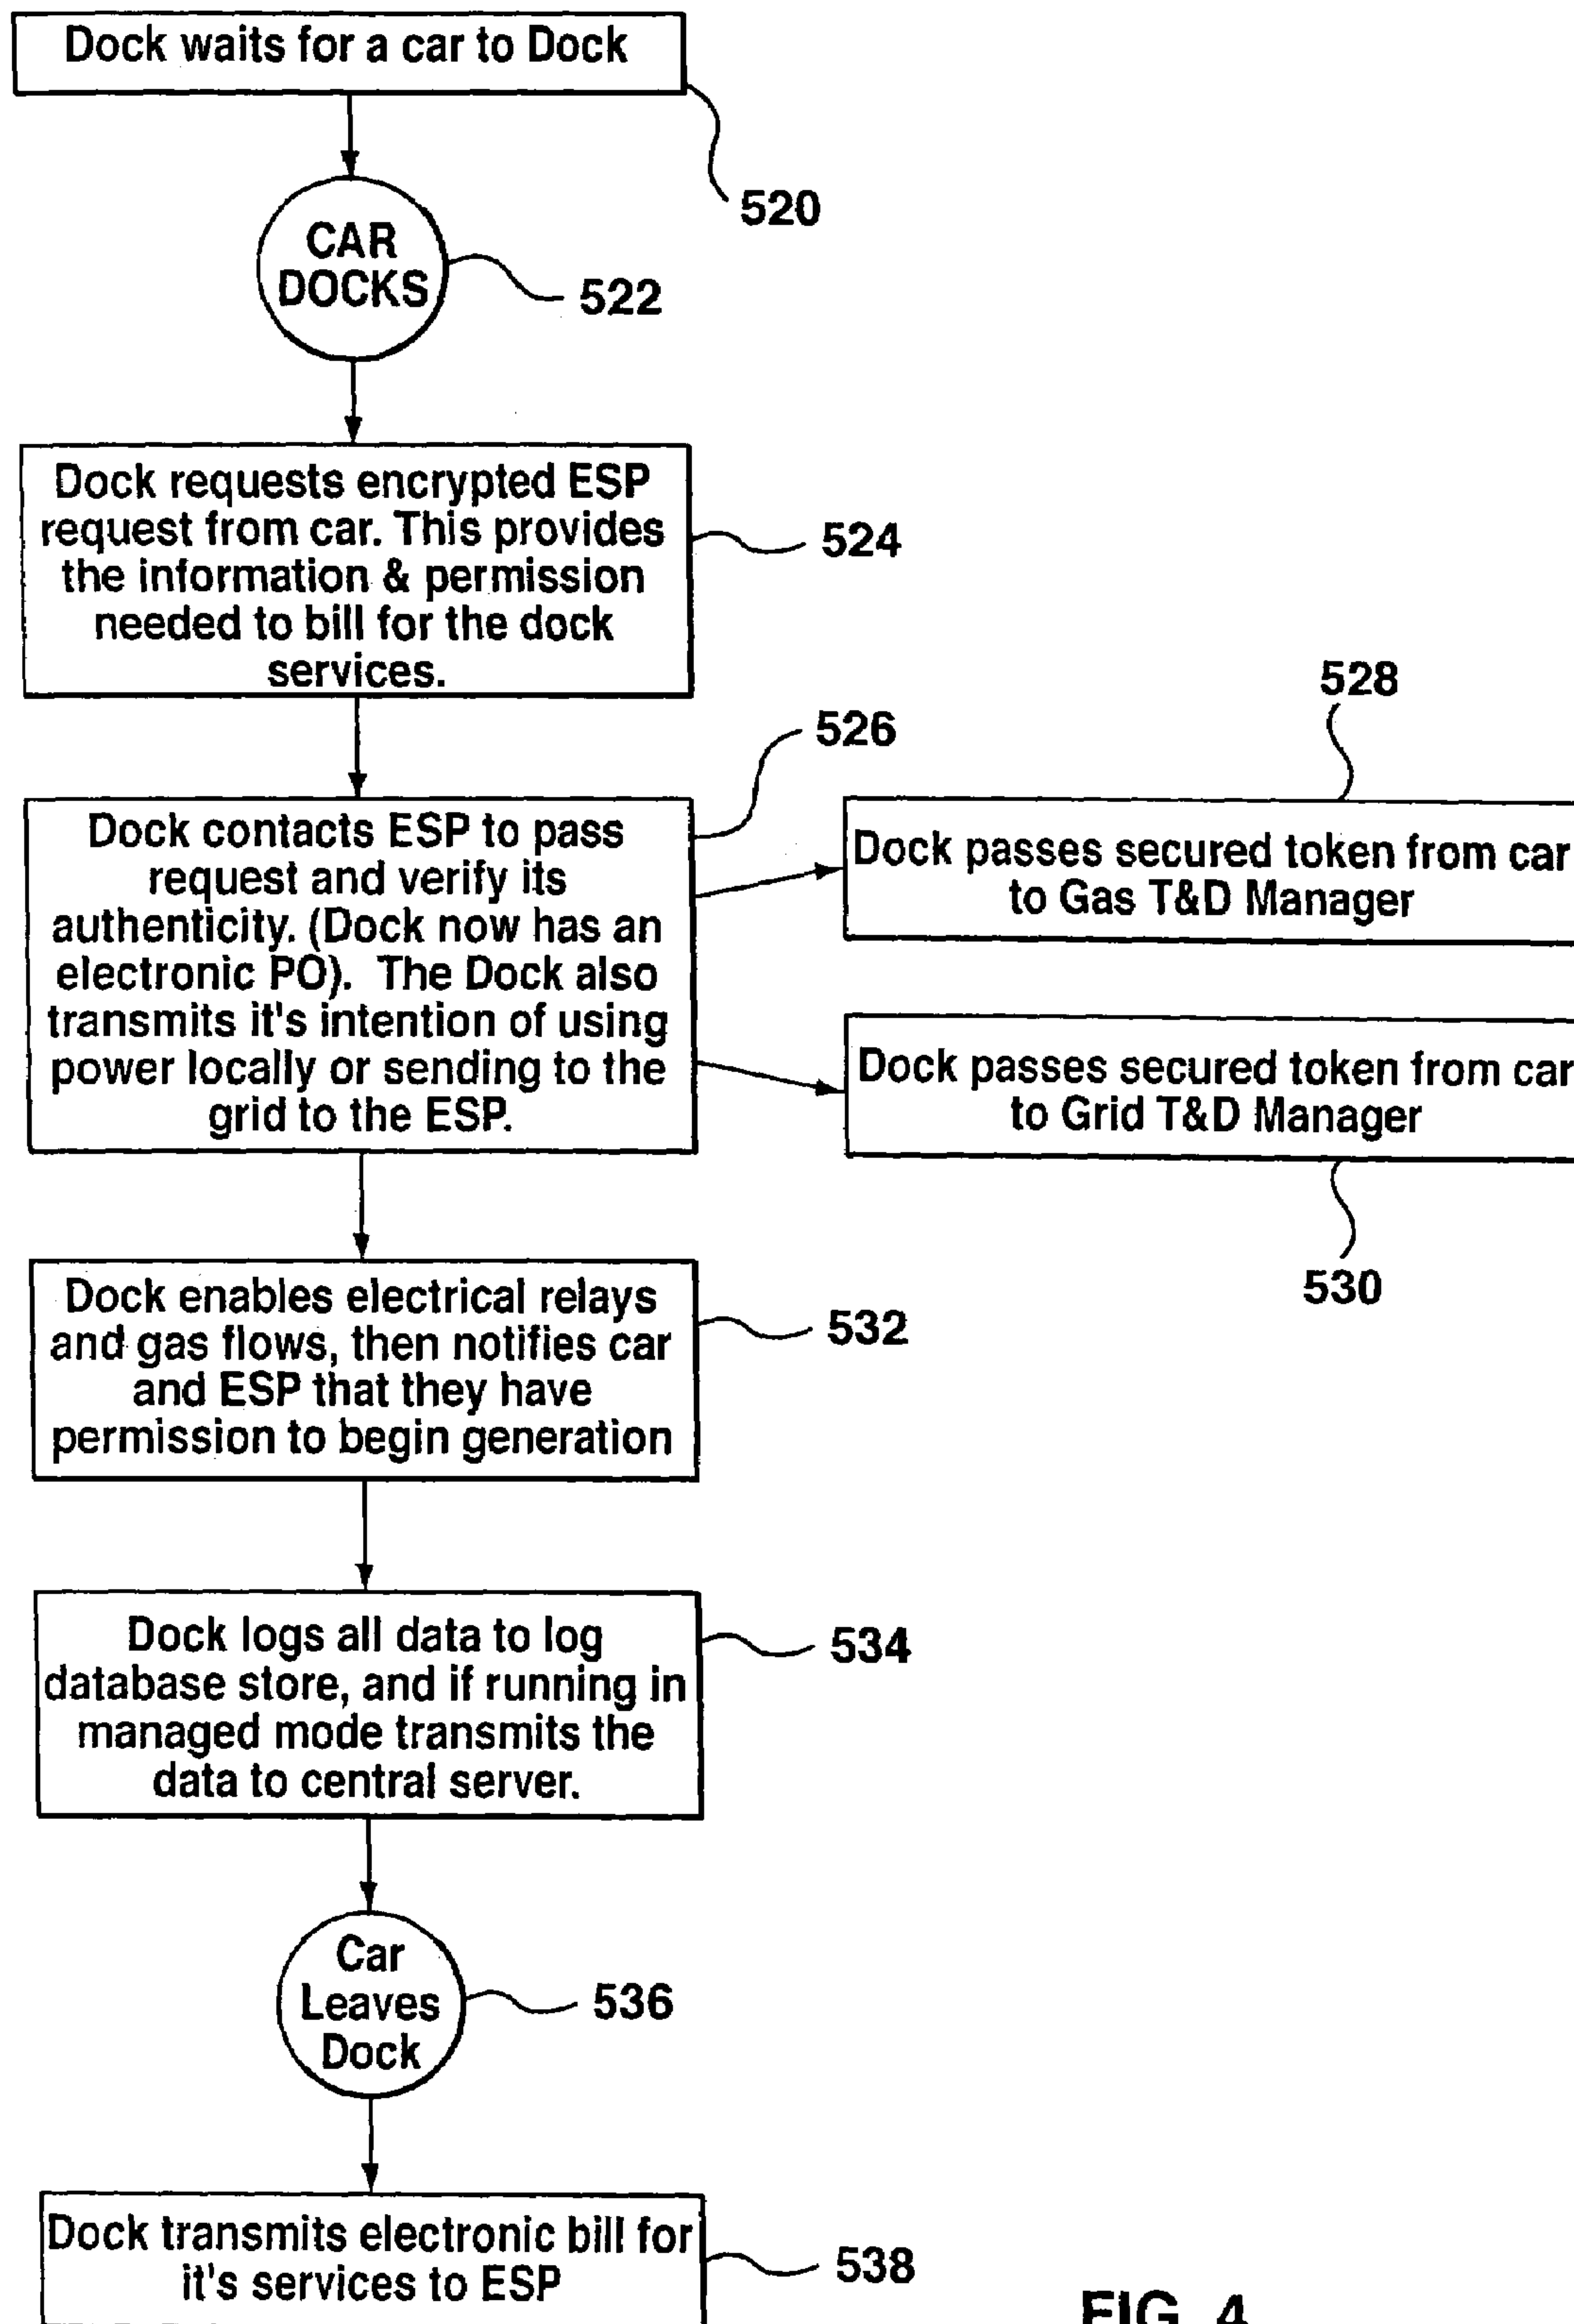 Dock waits for a car to Dock
520
CAR
DOCKS
522
Dock requests encrypted ESP
request from car. This provides
the information & permission
needed to bill for the dock
services.
524
526
528
Dock contacts ESP to pass
request and verify its
authenticity. (Dock now has an
electronic PO). The Dock also
transmits it's intention of using
power locally or sending to the
grid to the ESP.
Dock passes secured token from car
to Gas T&D Manager
Dock passes secured token from car
to Grid T&D Manager
530
Dock enables electrical relays
and gas flows, then notifies car
and ESP that they have
permission to begin generation
532
Dock logs all data to log
database store, and if running in
managed mode transmits the
data to central server.
534
Car
Leaves
Dock
536
Dock transmits electronic bill for
it's services to ESP
538
FIG. 4